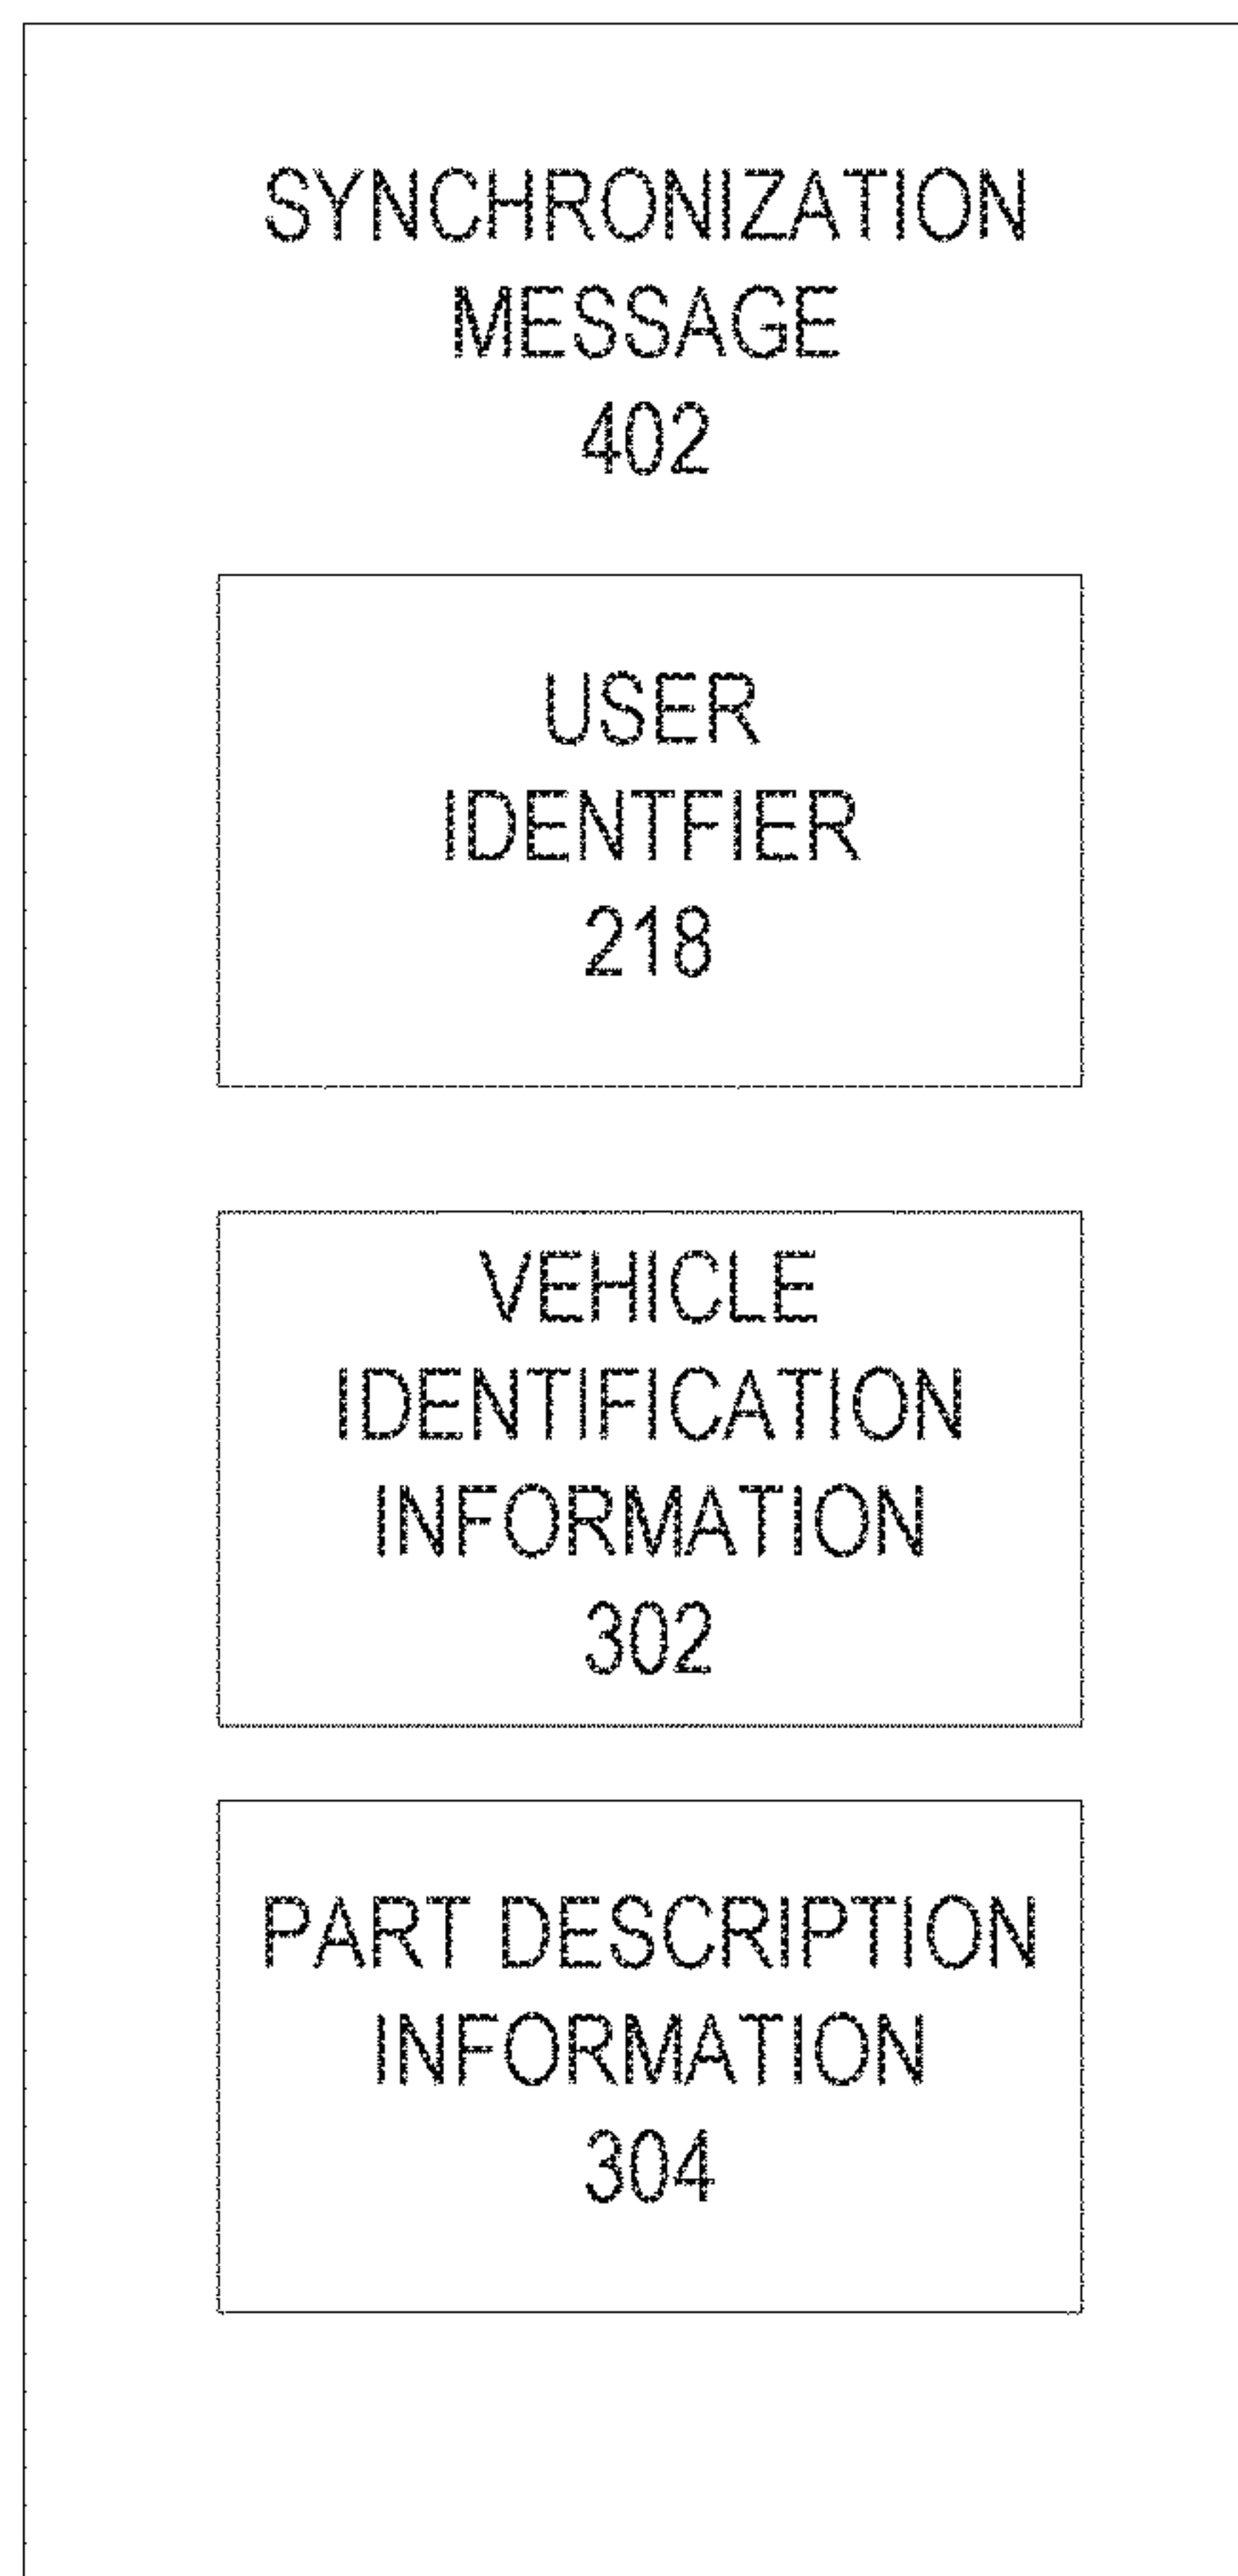 SYNCHRONIZATION
MESSAGE
402
USER
IDENTFIER
218
VEHICLE
IDENTIFICATION
INFORMATION
302
PART DESCRIPTION
INFORMATION
304